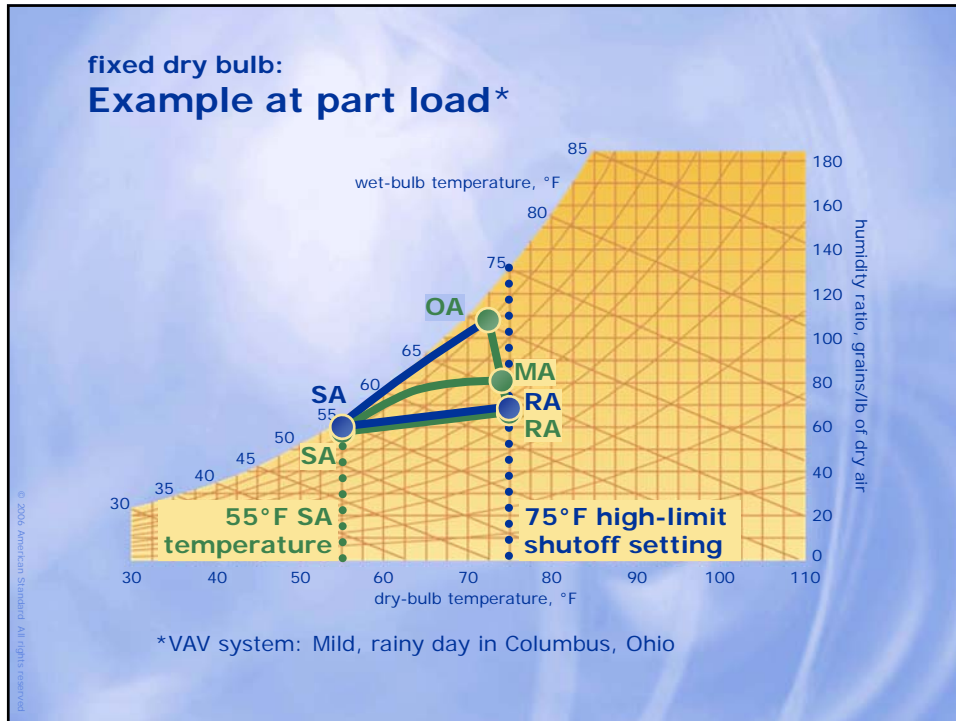 fixed dry bulb:
Example at part load*
wet-bulb temperature, °F
85
80
75
65
60
55
50
45
40
35
30
OA
MA
SA
RA
SA
RA
55°F SA
temperature
75°F high-limit
shutoff setting
180
160
140
120
100
80
60
40
20
0
humidity ratio, grains/lb of dry air
30 40 50 60 70 80 90 100 110
dry-bulb temperature, °F
*VAV system: Mild, rainy day in Columbus, Ohio
© 2006 American Standard All rights reserved